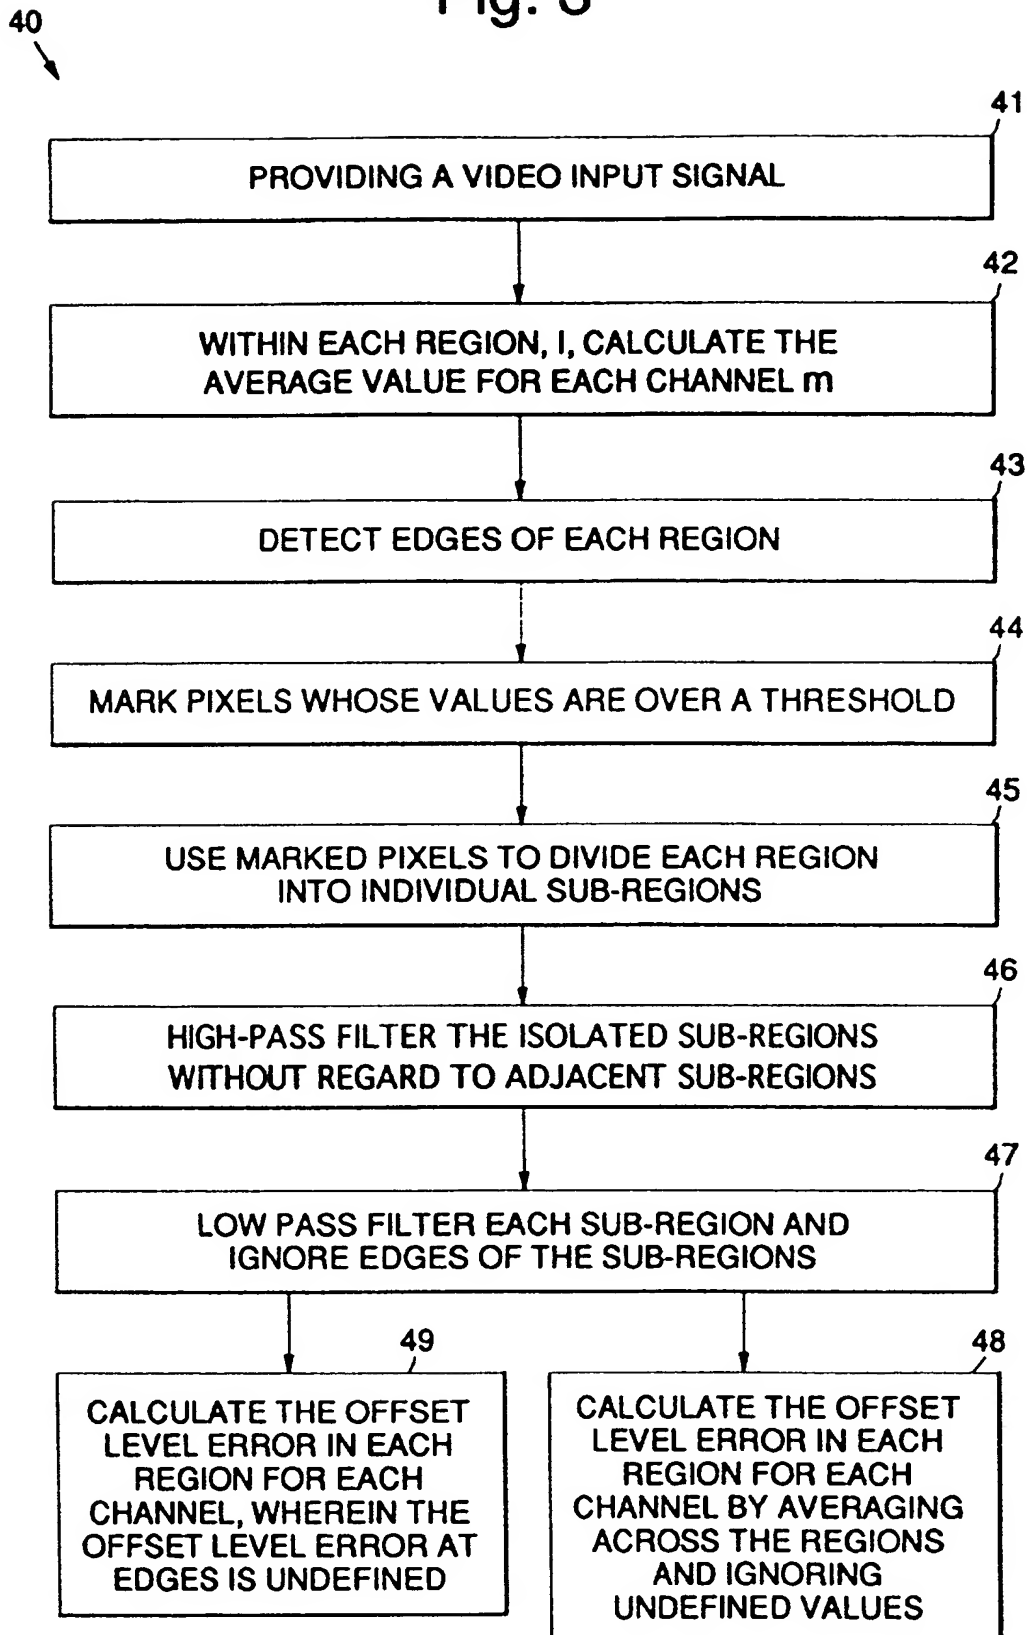 40
41
PROVIDING A VIDEO INPUT SIGNAL
42
WITHIN EACH REGION, I, CALCULATE THE
AVERAGE VALUE FOR EACH CHANNEL m
43
DETECT EDGES OF EACH REGION
44
MARK PIXELS WHOSE VALUES ARE OVER A THRESHOLD
45
USE MARKED PIXELS TO DIVIDE EACH REGION
INTO INDIVIDUAL SUB-REGIONS
46
HIGH-PASS FILTER THE ISOLATED SUB-REGIONS
WITHOUT REGARD TO ADJACENT SUB-REGIONS
47
LOW PASS FILTER EACH SUB-REGION AND
IGNORE EDGES OF THE SUB-REGIONS
49
CALCULATE THE OFFSET
LEVEL ERROR IN EACH
REGION FOR EACH
CHANNEL, WHEREIN THE
OFFSET LEVEL ERROR AT
EDGES IS UNDEFINED
48
CALCULATE THE OFFSET
LEVEL ERROR IN EACH
REGION FOR EACH
CHANNEL BY AVERAGING
ACROSS THE REGIONS
AND IGNORING
UNDEFINED VALUES